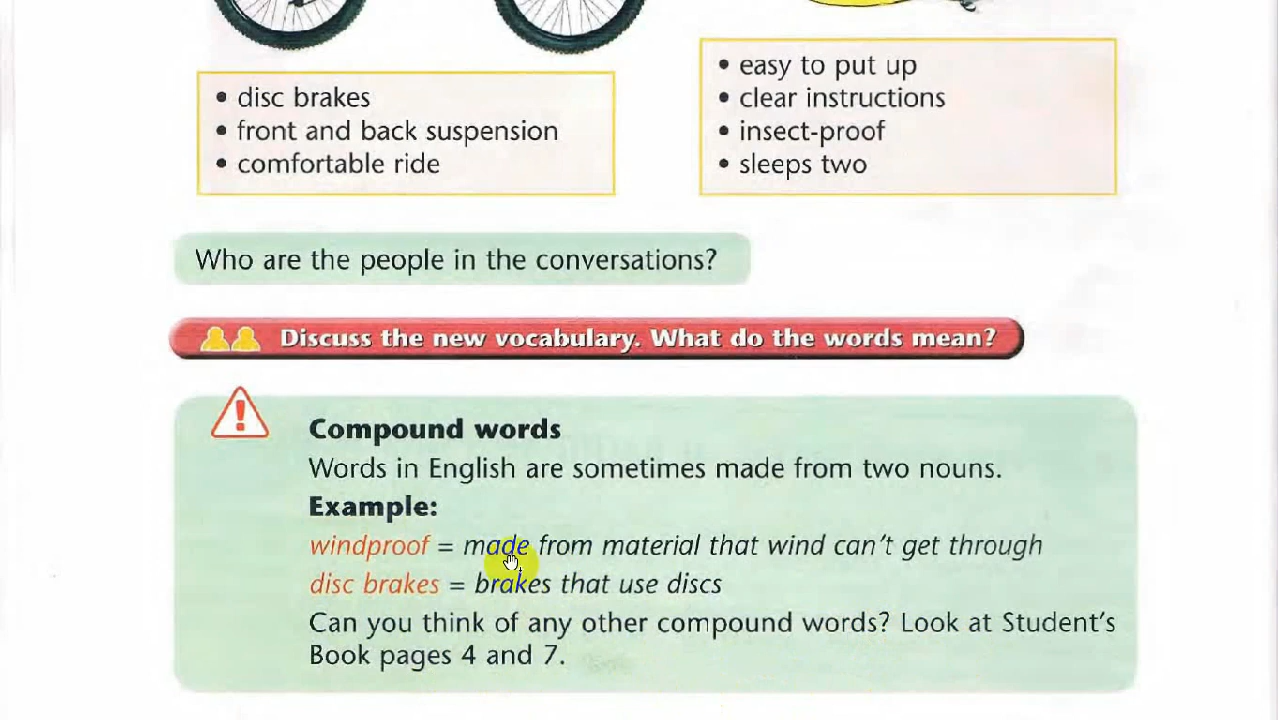 • disc brakes
• front and back suspension
• comfortable ride
• easy to put up
• clear instructions
• insect-proof
• sleeps two
Who are the people in the conversations?
Discuss the new vocabulary. What do the words mean?
Compound words
Words in English are sometimes made from two nouns.
Example:
windproof = made from material that wind can't get through
disc brakes = brakes that use discs
Can you think of any other compound words? Look at Student's
Book pages 4 and 7.